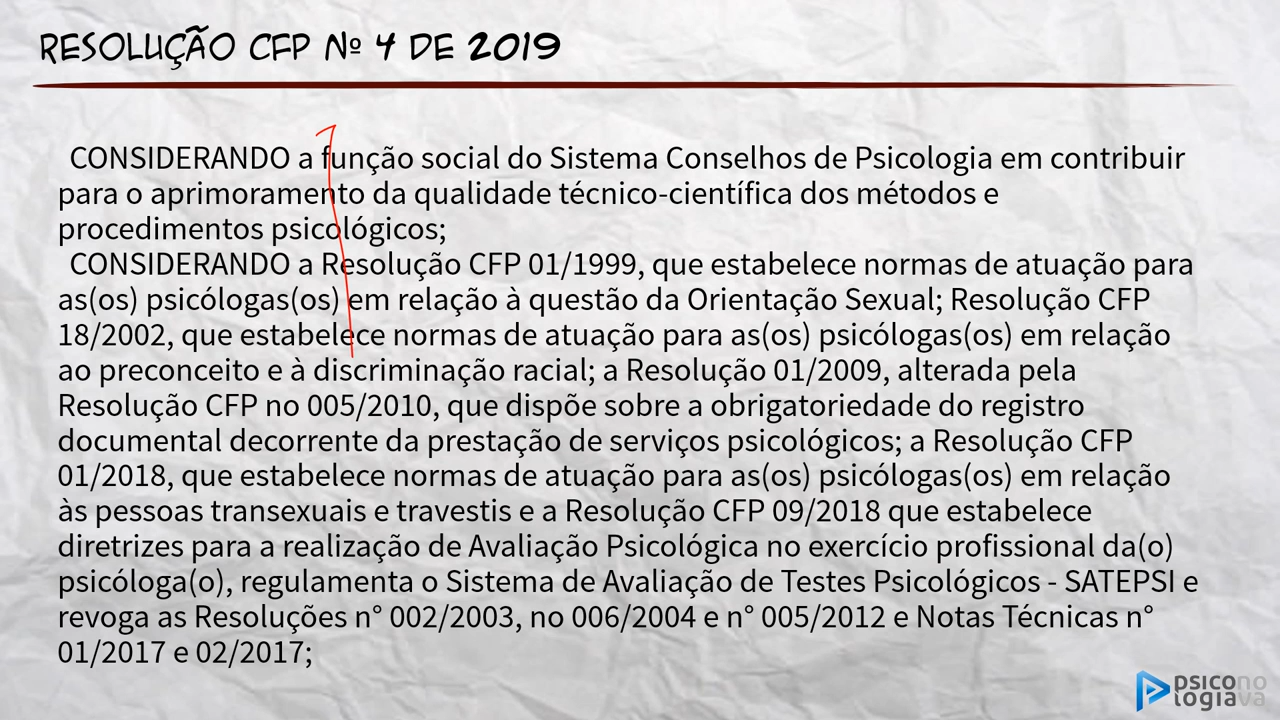 RESOLUÇÃO CFP Nº 4 DE 2019
CONSIDERANDO a função social do Sistema Conselhos de Psicologia em contribuir
para o aprimoramento da qualidade técnico-científica dos métodos e
procedimentos psicológicos;
CONSIDERANDO a Resolução CFP 01/1999, que estabelece normas de atuação para
as(os) psicólogas(os) em relação à questão da Orientação Sexual; Resolução CFP
18/2002, que estabelece normas de atuação para as(os) psicólogas(os) em relação
ao preconceito e à discriminação racial; a Resolução 01/2009, alterada pela
Resolução CFP no 005/2010, que dispõe sobre a obrigatoriedade do registro
documental decorrente da prestação de serviços psicológicos; a Resolução CFP
01/2018, que estabelece normas de atuação para as(os) psicólogas(os) em relação
às pessoas transexuais e travestis e a Resolução CFP 09/2018 que estabelece
diretrizes para a realização de Avaliação Psicológica no exercício profissional da(o)
psicóloga(o), regulamenta o Sistema de Avaliação de Testes Psicológicos - SATEPSI e
revoga as Resoluções n° 002/2003, no 006/2004 e n° 005/2012 e Notas Técnicas n°
01/2017 e 02/2017;
psicono
logiava